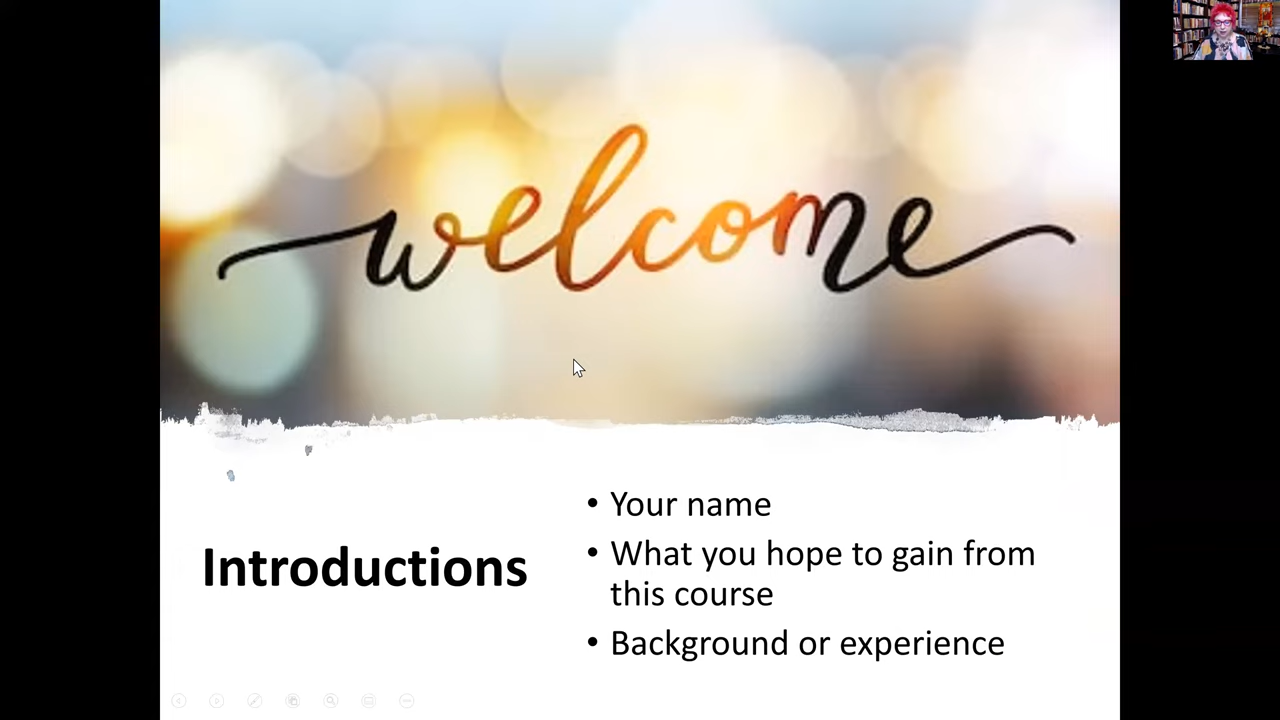 welcome
Introductions
• Your name
• What you hope to gain from
this course
• Background or experience